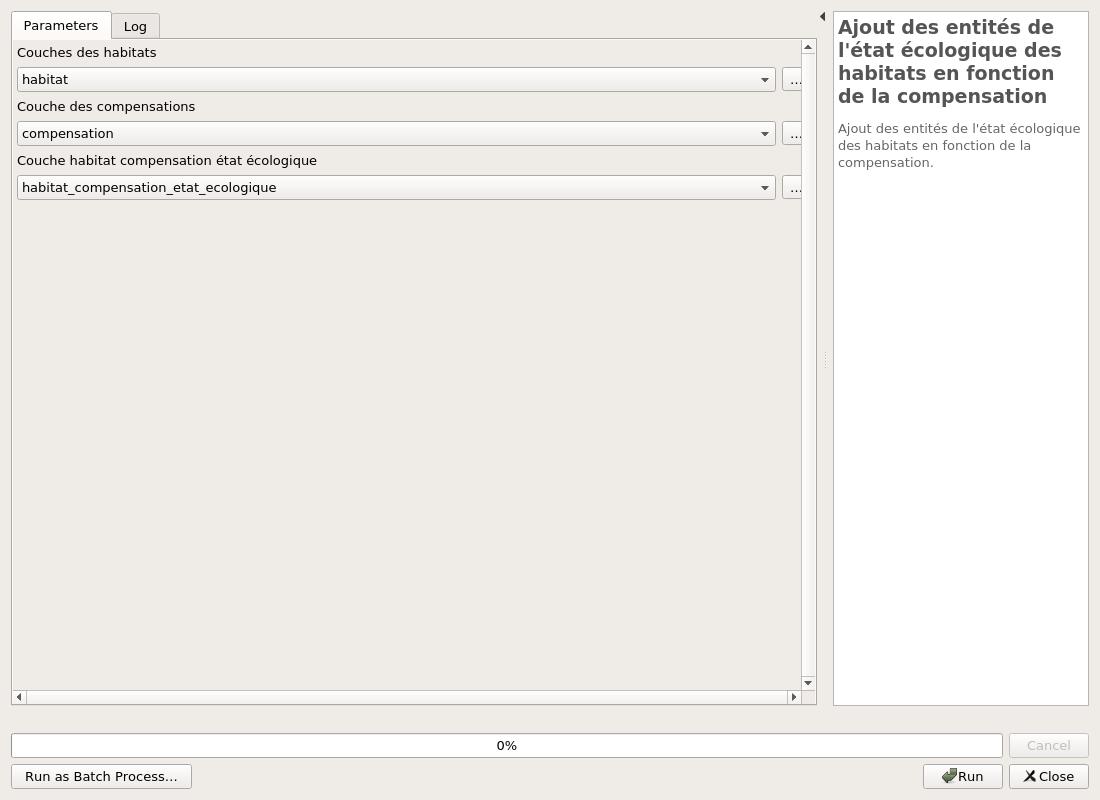 Parameters
Log
Couches des habitats
habitat
...
Couche des compensations
compensation
...
Couche habitat compensation état écologique
habitat_compensation_etat_ecologique
...
Ajout des entités de
l'état écologique des
habitats en fonction
de la compensation
Ajout des entités de l'état écologique
des habitats en fonction de la
compensation.
0%
Cancel
Run as Batch Process...
Run
Close